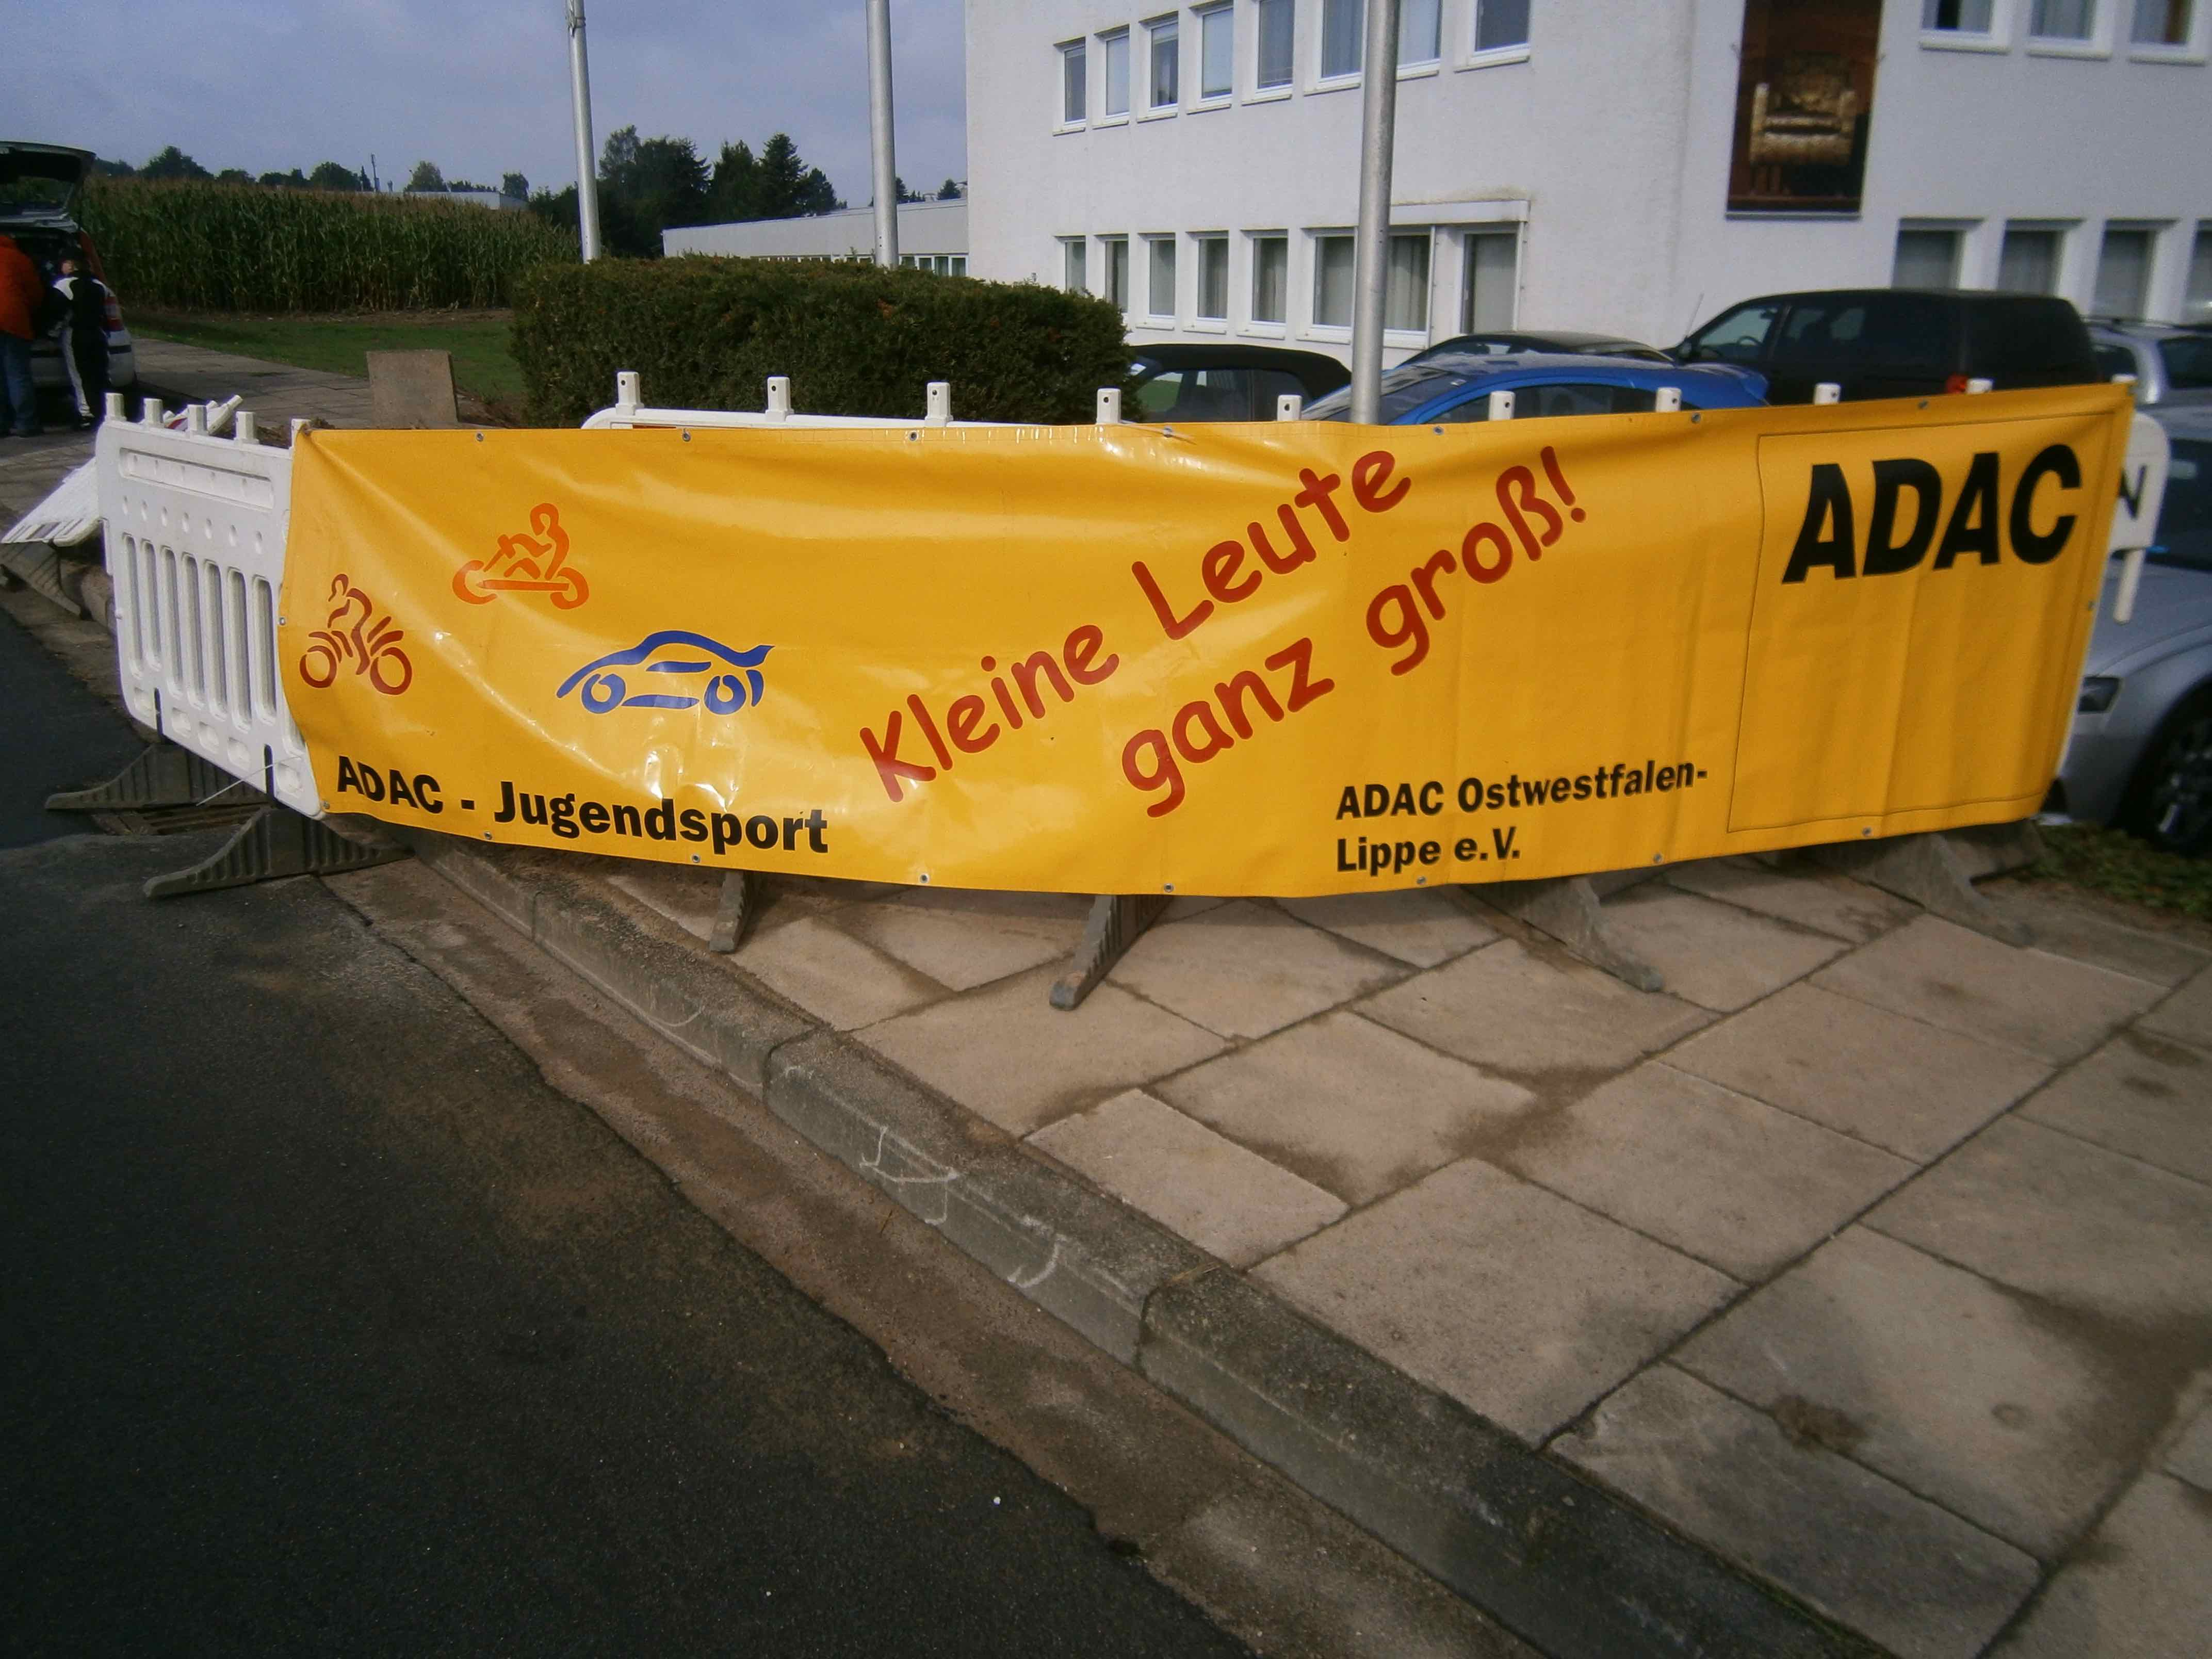 Kleine Leute
ganz groß!
ADAC
ADAC - Jugendsport
ADAC Ostwestfalen-
Lippe e.V.
N